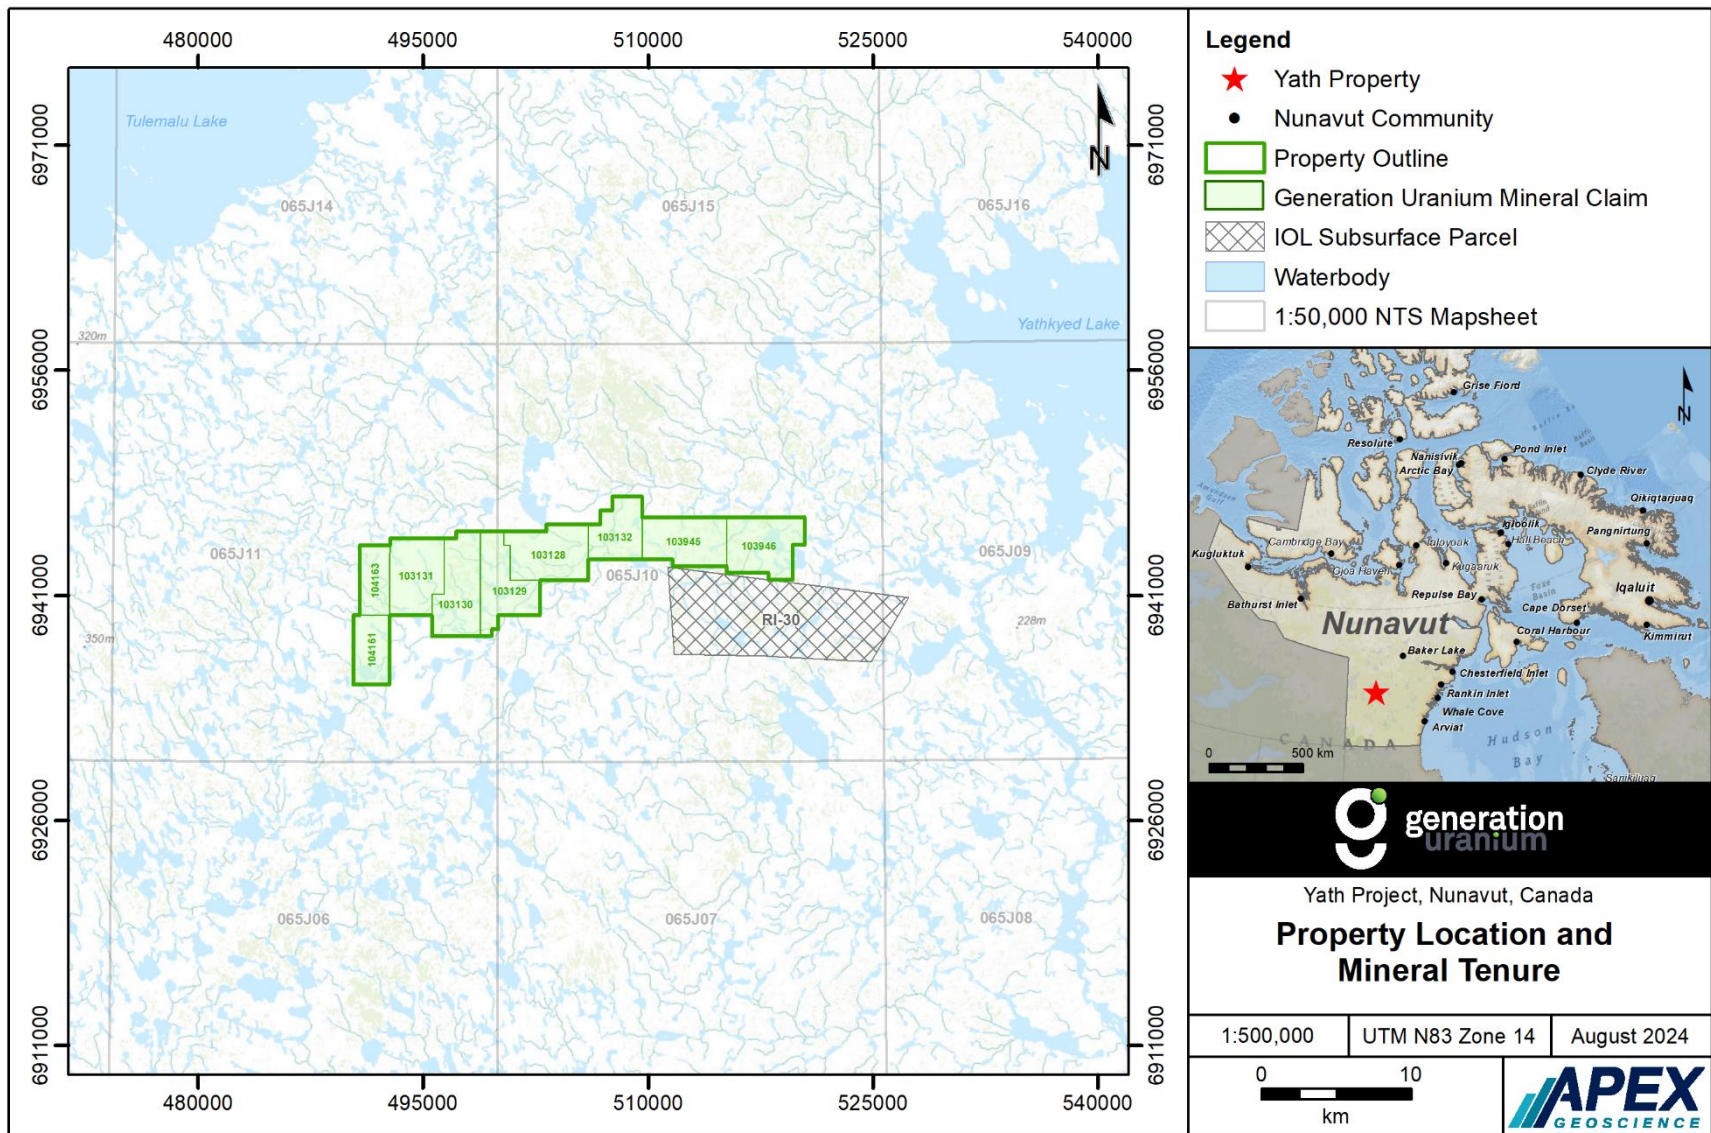 480000
495000
510000
525000
540000
6971000
6971000
Tulemalu Lake
065J14
065J15
065J16
N
Yathkyed Lake
320m
6956000
6956000
065J11
065J10
065J09
104163
103131
103130
103129
103128
103132
103945
103946
104161
RI-30
350m
228m
6941000
6941000
6926000
6926000
065J06
065J07
065J08
6911000
6911000
480000
495000
510000
525000
540000
Legend
Yath Property
Nunavut Community
Property Outline
Generation Uranium Mineral Claim
IOL Subsurface Parcel
Waterbody
1:50,000 NTS Mapsheet
Grise Fiord
N
Resolute
Nanisivik
Arctic Bay
Pond Inlet
Clyde River
Qikiqtarjuaq
Pangnirtung
Igloolik
Hall Beach
Cambridge Bay
Taloyoak
Kugluktuk
Gjoa Haven
Kugaaruk
Bathurst Inlet
Repulse Bay
Iqaluit
Cape Dorset
Kimmirut
Coral Harbour
Nunavut
Baker Lake
Chesterfield Inlet
Rankin Inlet
Whale Cove
Arviat
CANADA
Hudson
Bay
Sanikiluaq
0 500 km
generation
uranium
Yath Project, Nunavut, Canada
Property Location and
Mineral Tenure
1:500,000
UTM N83 Zone 14
August 2024
0 10
km
APEX
GEOSCIENCE